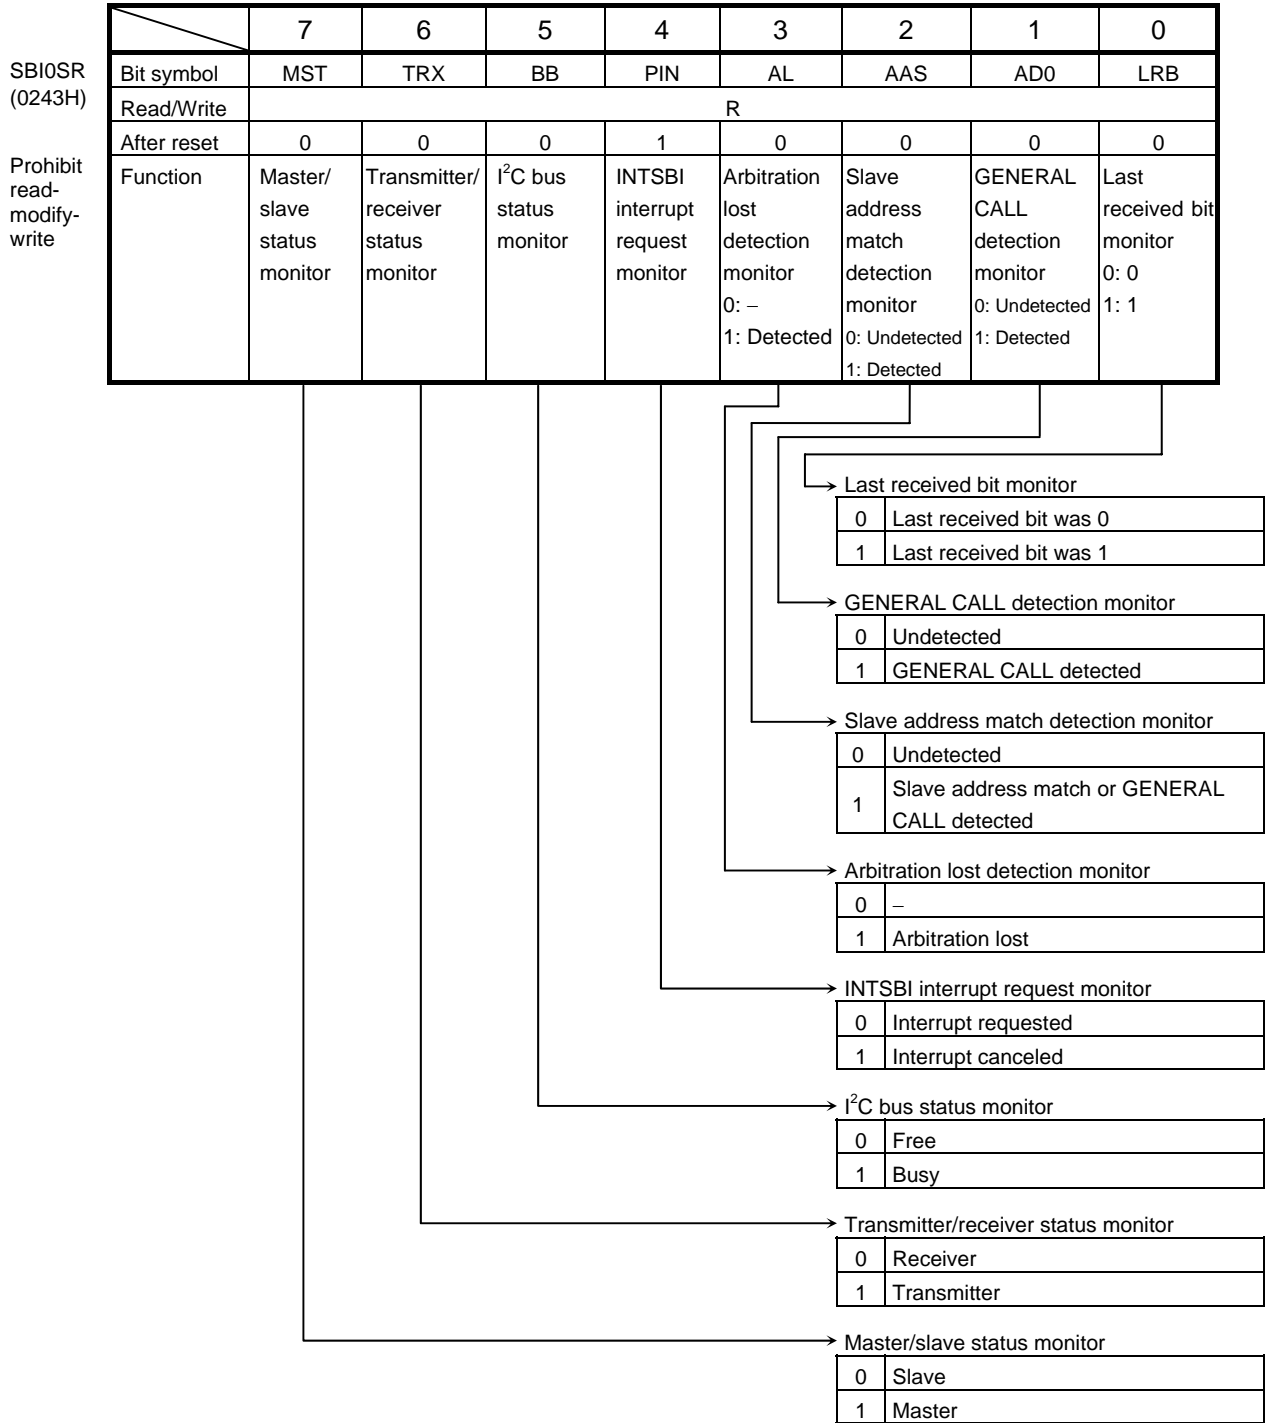 7 6 5 4 3 2 1 0
SBI0SR
(0243H)
Prohibit
read-
modify-
write
Bit symbol MST TRX BB PIN AL AAS AD0 LRB
Read/Write R
After reset 0 0 0 1 0 0 0 0
Function
Master/
slave
status
monitor
Transmitter/
receiver
status
monitor
I²C bus
status
monitor
INTSBI
interrupt
request
monitor
Arbitration
lost
detection
monitor
0: –
1: Detected
Slave
address
match
detection
monitor
0: Undetected
1: Detected
GENERAL
CALL
detection
monitor
0: Undetected
1: Detected
Last
received bit
monitor
0: 0
1: 1
Last received bit monitor
0 Last received bit was 0
1 Last received bit was 1
GENERAL CALL detection monitor
0 Undetected
1 GENERAL CALL detected
Slave address match detection monitor
0 Undetected
1 Slave address match or GENERAL
CALL detected
Arbitration lost detection monitor
0 –
1 Arbitration lost
INTSBI interrupt request monitor
0 Interrupt requested
1 Interrupt canceled
I²C bus status monitor
0 Free
1 Busy
Transmitter/receiver status monitor
0 Receiver
1 Transmitter
Master/slave status monitor
0 Slave
1 Master